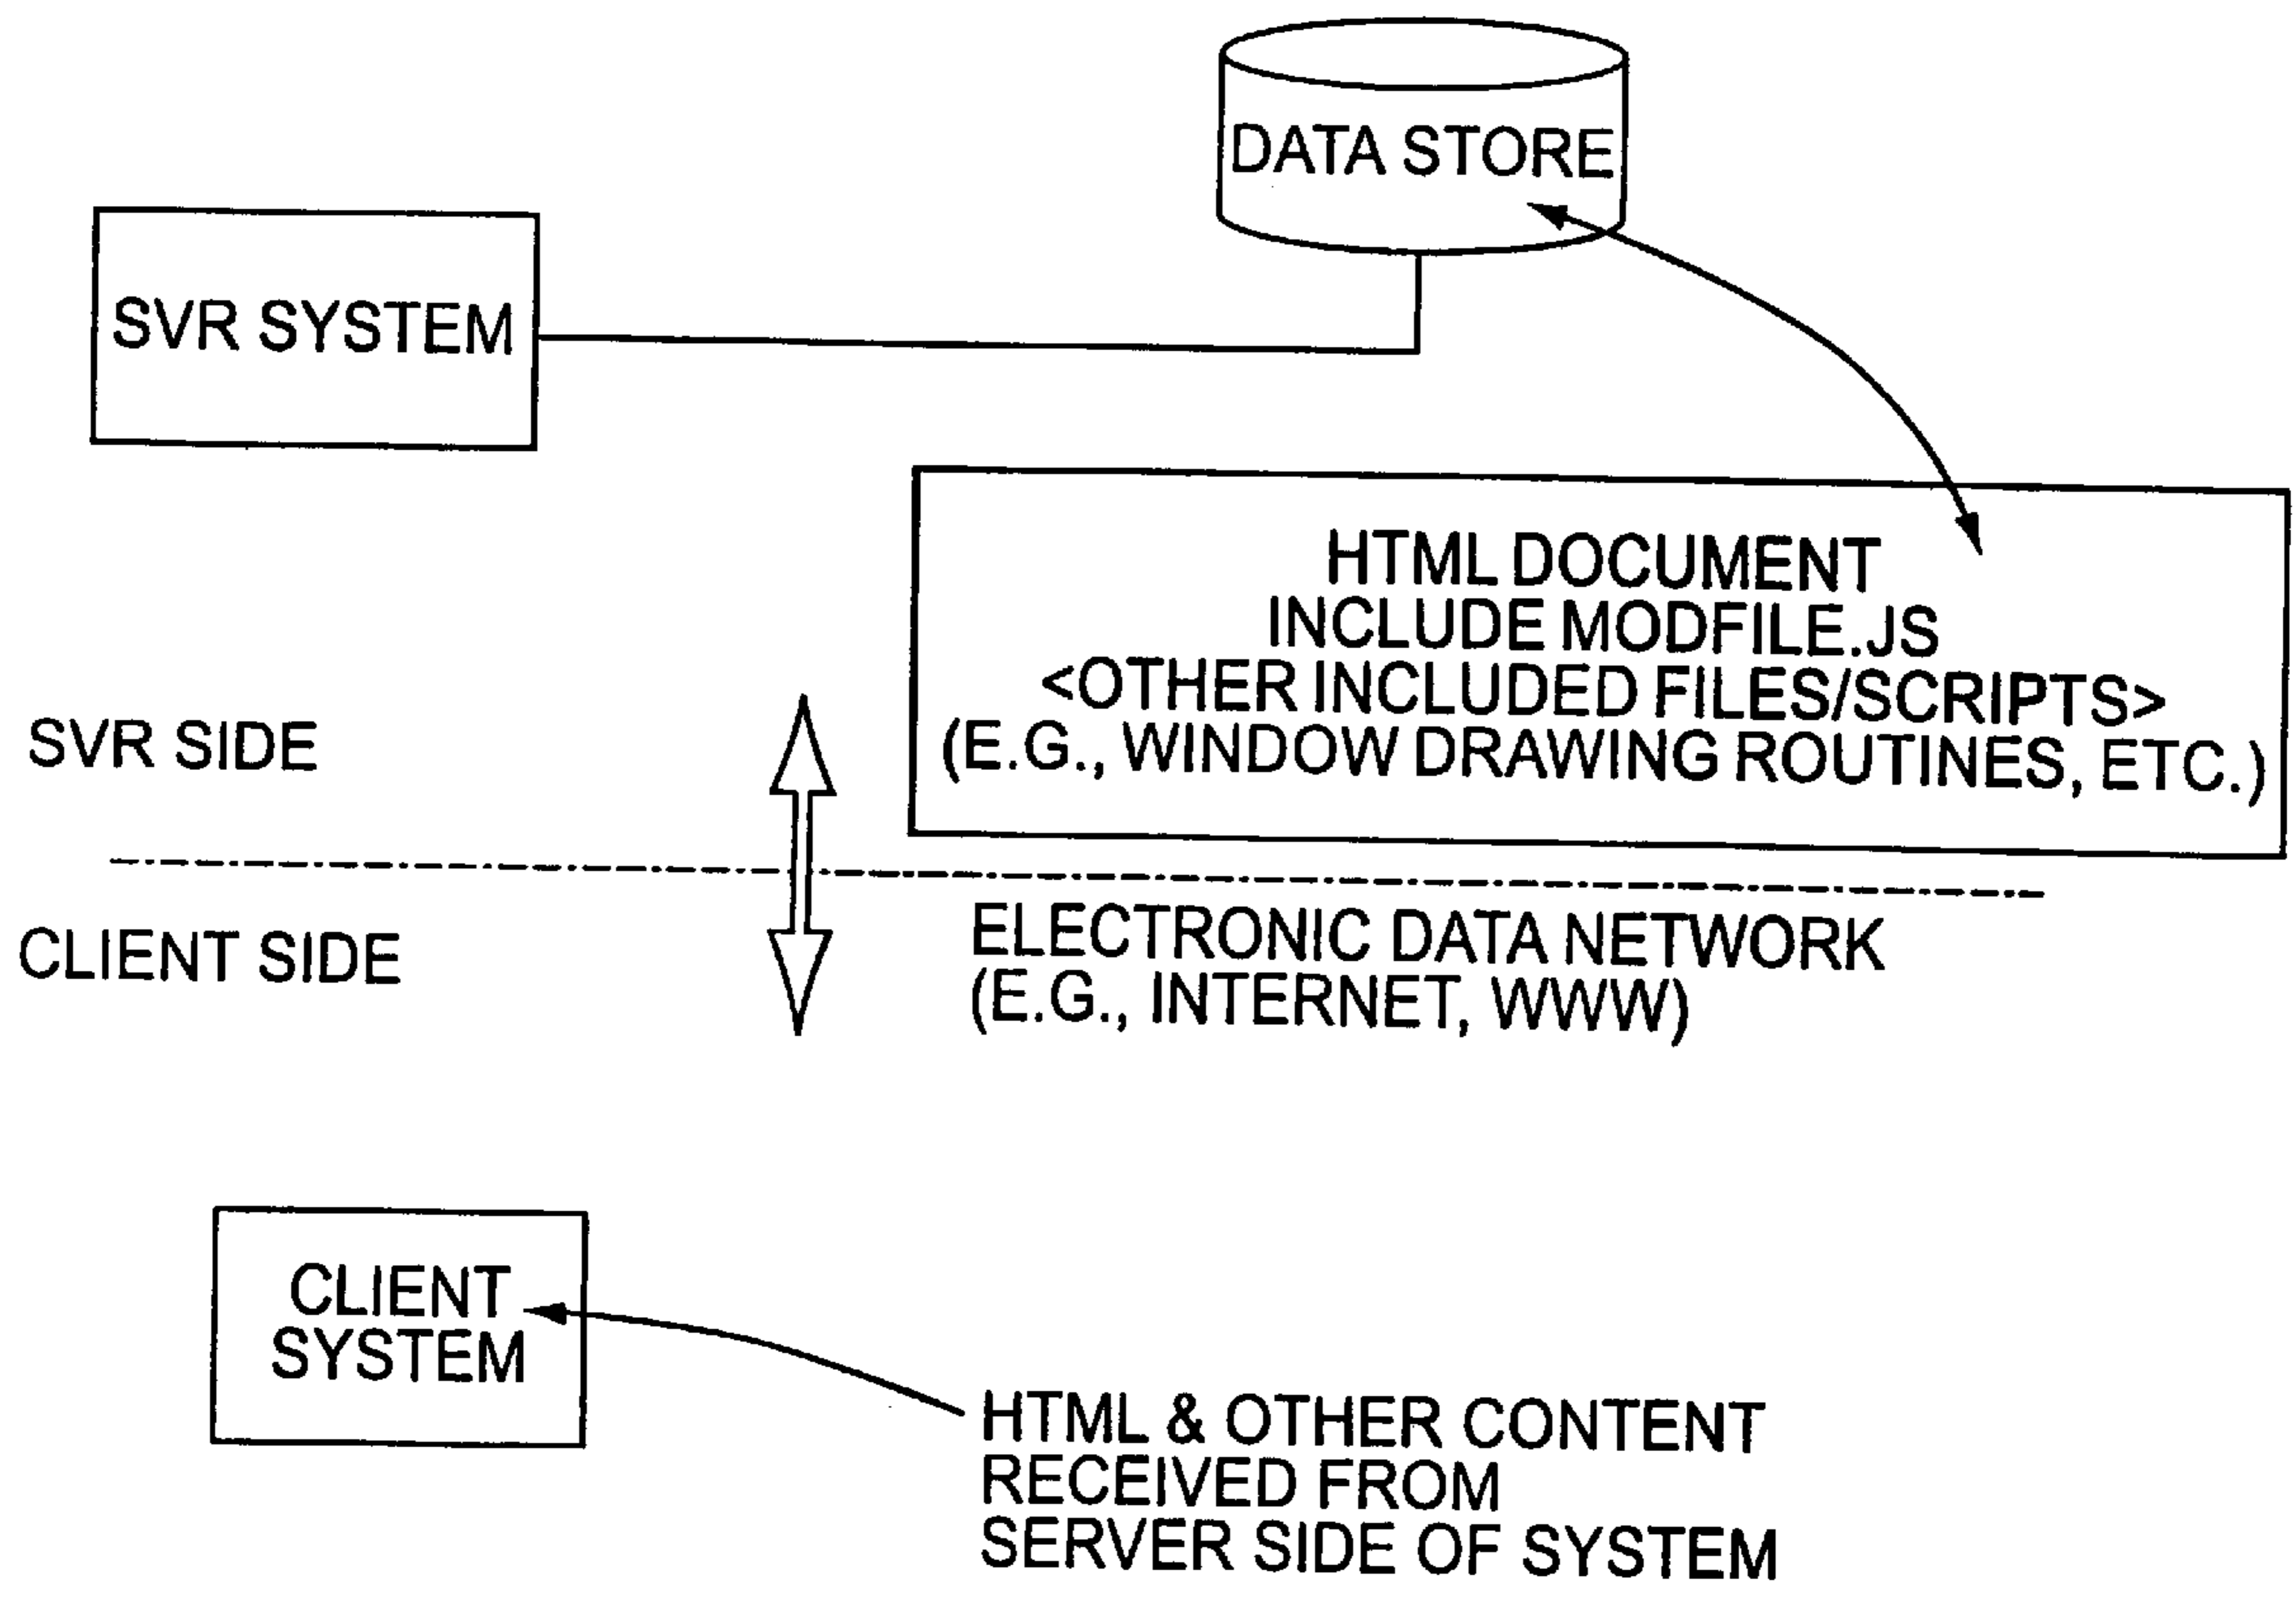 DATA STORE
SVR SYSTEM
HTML DOCUMENT
INCLUDE MODFILE.JS
<OTHER INCLUDED FILES/SCRIPTS>
(E.G., WINDOW DRAWING ROUTINES, ETC.)
SVR SIDE
CLIENT SIDE
ELECTRONIC DATA NETWORK
(E.G., INTERNET, WWW)
CLIENT
SYSTEM
HTML & OTHER CONTENT
RECEIVED FROM
SERVER SIDE OF SYSTEM